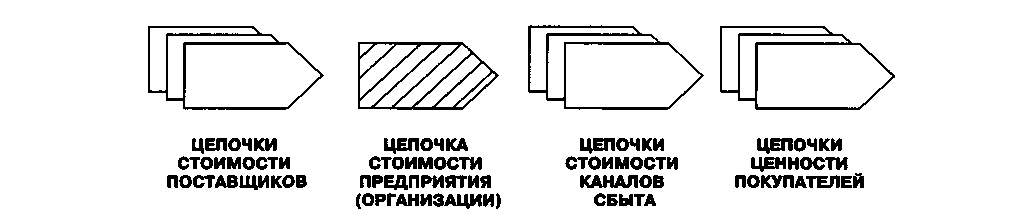 ЦЕПОЧКИ
СТОИМОСТИ
ПОСТАВЩИКОВ
ЦЕПОЧКА
СТОИМОСТИ
ПРЕДПРИЯТИЯ
(ОРГАНИЗАЦИИ)
ЦЕПОЧКИ
СТОИМОСТИ
КАНАЛОВ
СБЫТА
ЦЕПОЧКИ
ЦЕННОСТИ
ПОКУПАТЕЛЕЙ